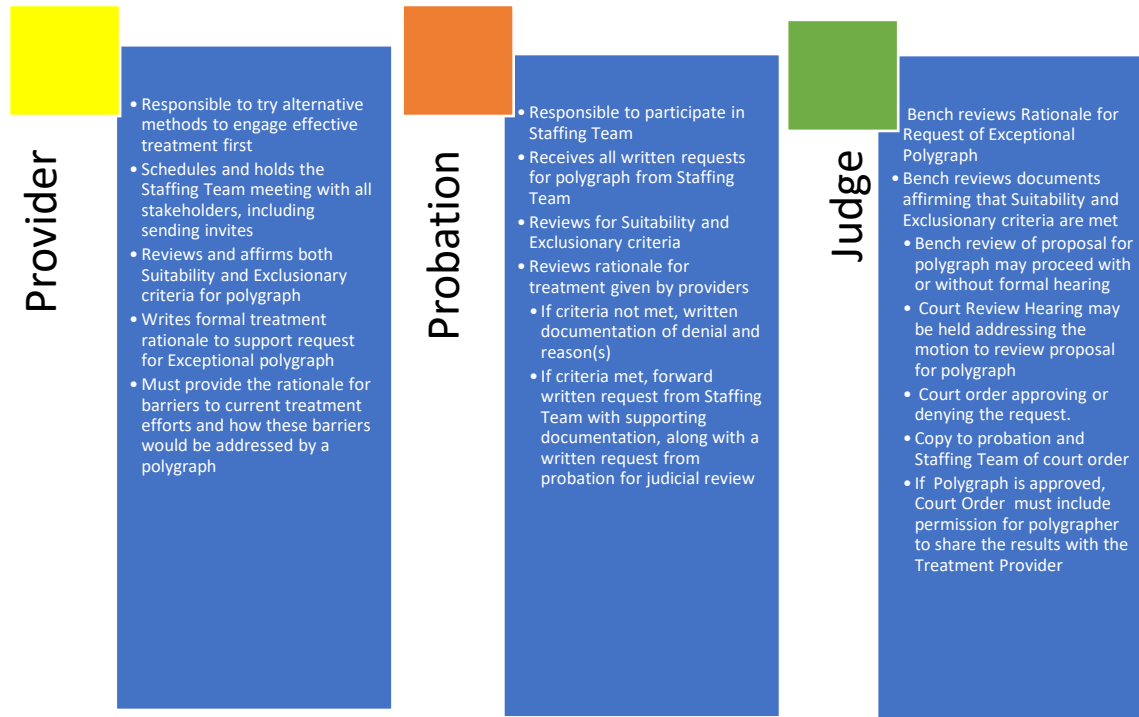 Provider
• Responsible to try alternative
methods to engage effective
treatment first
• Schedules and holds the
Staffing Team meeting with all
stakeholders, including
sending invites
• Reviews and affirms both
Suitability and Exclusionary
criteria for polygraph
• Writes formal treatment
rationale to support request
for Exceptional polygraph
• Must provide the rationale for
barriers to current treatment
efforts and how these barriers
would be addressed by a
polygraph
Probation
• Responsible to participate in
Staffing Team
• Receives all written requests
for polygraph from Staffing
Team
• Reviews for Suitability and
Exclusionary criteria
• Reviews rationale for
treatment given by providers
• If criteria not met, written
documentation of denial and
reason(s)
• If criteria met, forward
written request from Staffing
Team with supporting
documentation, along with a
written request from
probation for judicial review
Judge
Bench reviews Rationale for
Request of Exceptional
Polygraph
• Bench reviews documents
affirming that Suitability and
Exclusionary criteria are met
• Bench review of proposal for
polygraph may proceed with
or without formal hearing
• Court Review Hearing may
be held addressing the
motion to review proposal
for polygraph
• Court order approving or
denying the request.
• Copy to probation and
Staffing Team of court order
• If Polygraph is approved,
Court Order must include
permission for polygrapher
to share the results with the
Treatment Provider